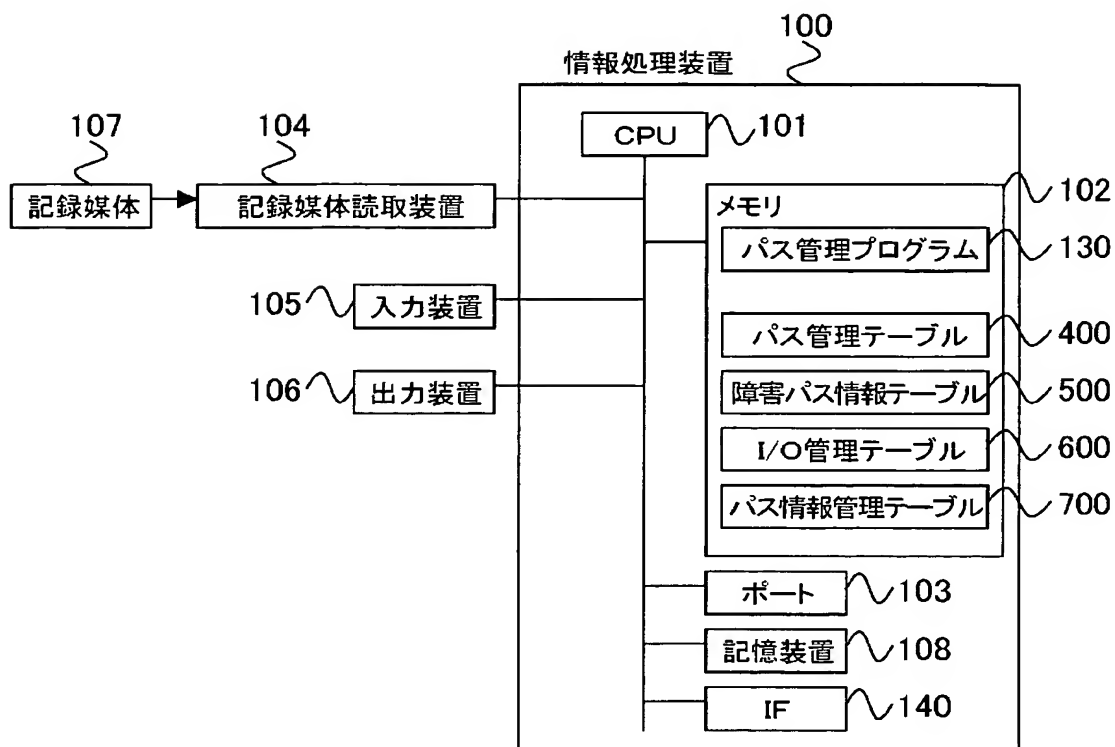 100
情報処理装置
107
104
CPU
101
記録媒体
記録媒体読取装置
102
メモリ
パス管理プログラム
130
105
入力装置
パス管理テーブル
400
106
出力装置
障害パス情報テーブル
500
I/O管理テーブル
600
パス情報管理テーブル
700
ポート
103
記憶装置
108
IF
140